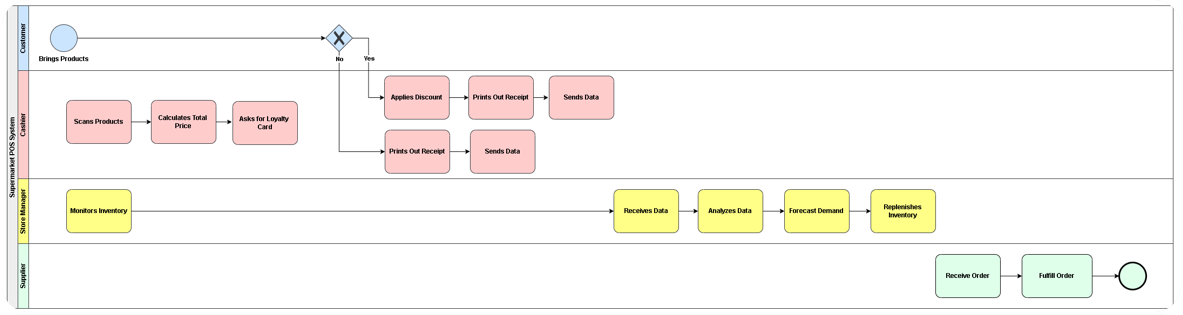 Supermarket POS System
Customer
Brings Products
No
Yes
Cashier
Scans Products
Calculates Total
Price
Asks for Loyalty
Card
Applies Discount
Prints Out Receipt
Sends Data
Prints Out Receipt
Sends Data
Store Manager
Monitors Inventory
Receives Data
Analyzes Data
Forecast Demand
Replenishes
Inventory
Supplier
Receive Order
Fulfill Order